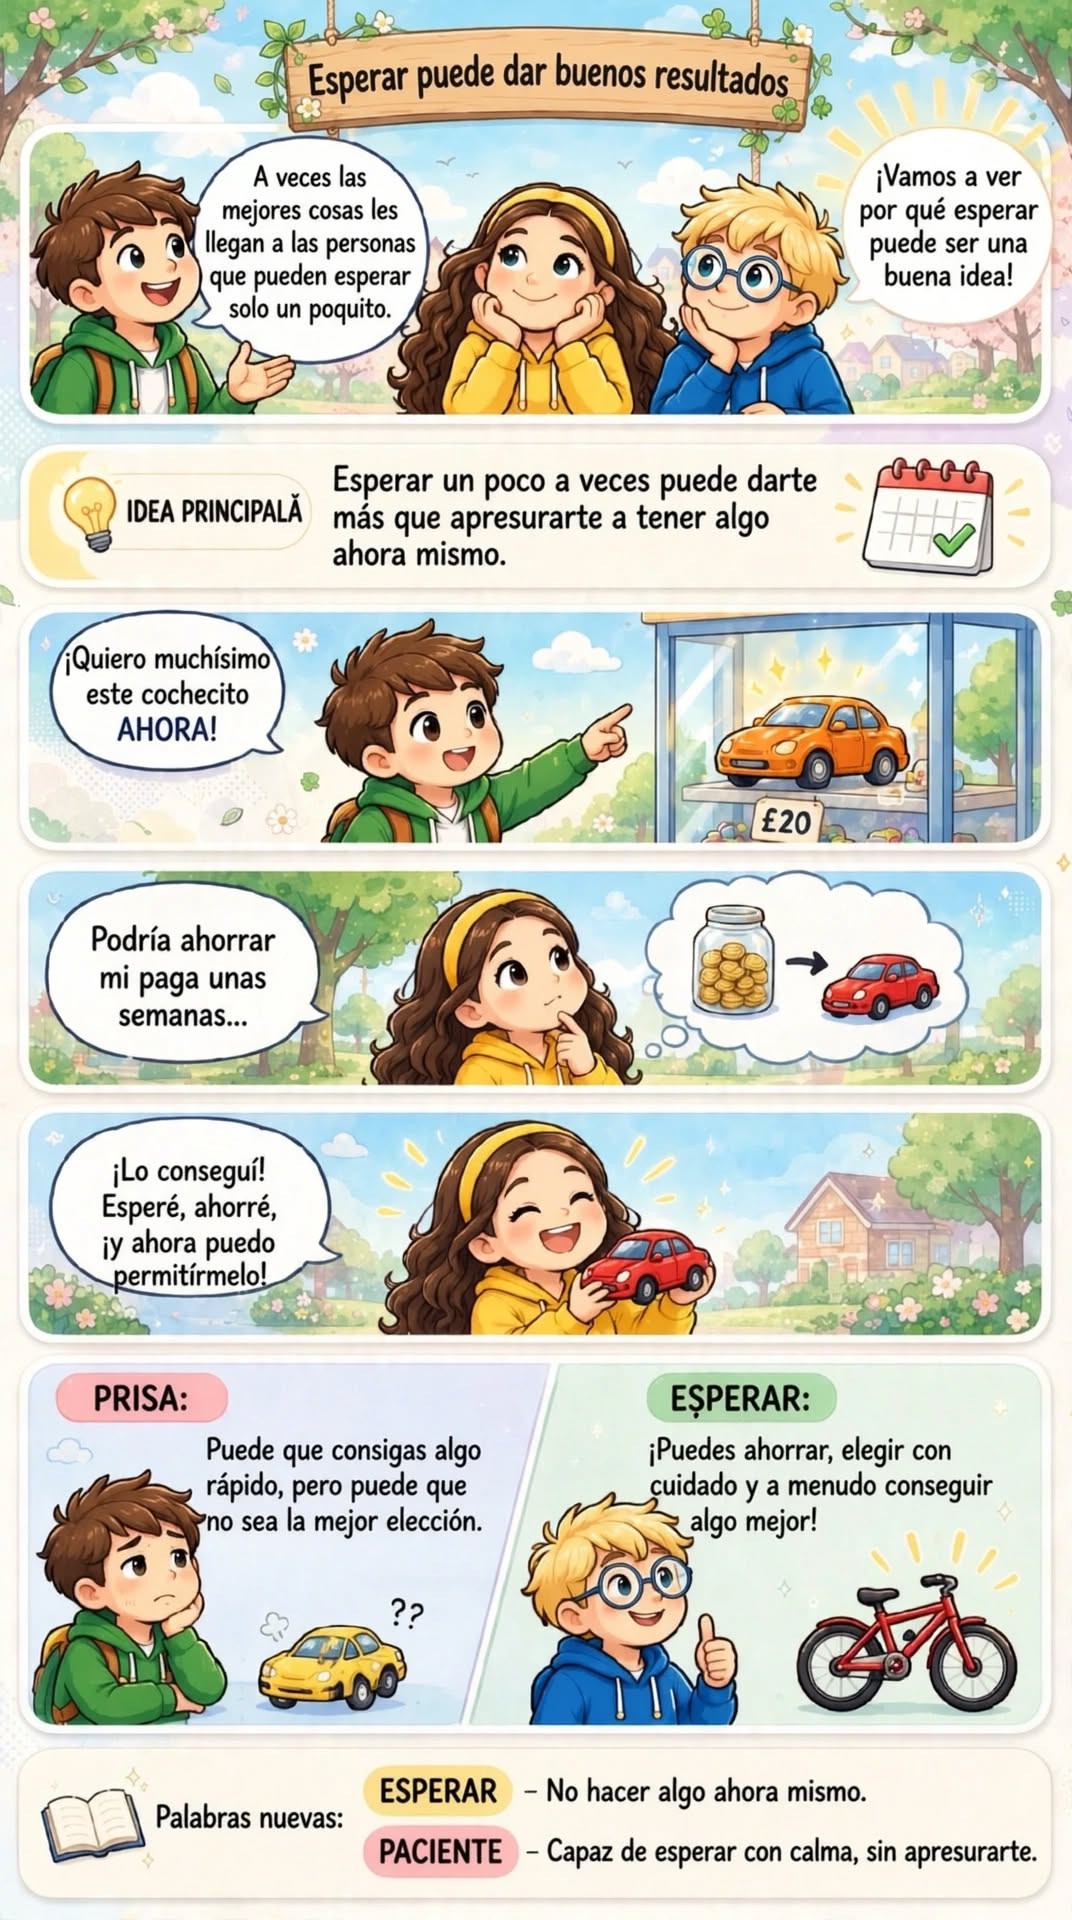 Esperar puede dar buenos resultados
A veces las
mejores cosas les
llegan a las personas
que pueden esperar
solo un poquito.
¡Vamos a ver
por qué esperar
puede ser una
buena idea!
IDEA PRINCIPALĂ
Esperar un poco a veces puede darte
más que apresurarte a tener algo
ahora mismo.
¡Quiero muchísimo
este cochecito
AHORA!
£20
Podría ahorrar
mi paga unas
semanas...
¡Lo conseguí!
Esperé, ahorré,
¡y ahora puedo
permitírmelo!
PRISA:
Puede que consigas algo
rápido, pero puede que
no sea la mejor elección.
??
EȘPERAR:
¡Puedes ahorrar, elegir con
cuidado y a menudo conseguir
algo mejor!
Palabras nuevas:
ESPERAR – No hacer algo ahora mismo.
PACIENTE – Capaz de esperar con calma, sin apresurarte.